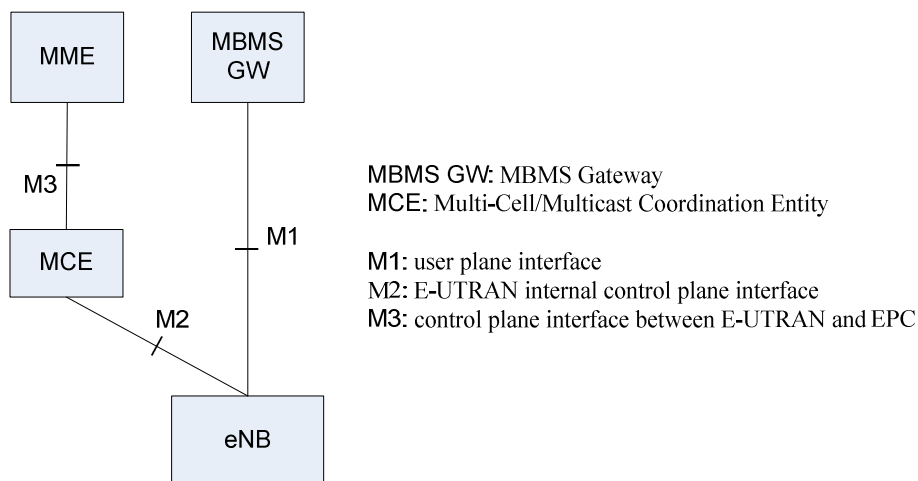 MME
MBMS
GW
M3
M1
MCE
M2
eNB
MBMS GW: MBMS Gateway
MCE: Multi-Cell/Multicast Coordination Entity
M1: user plane interface
M2: E-UTRAN internal control plane interface
M3: control plane interface between E-UTRAN and EPC